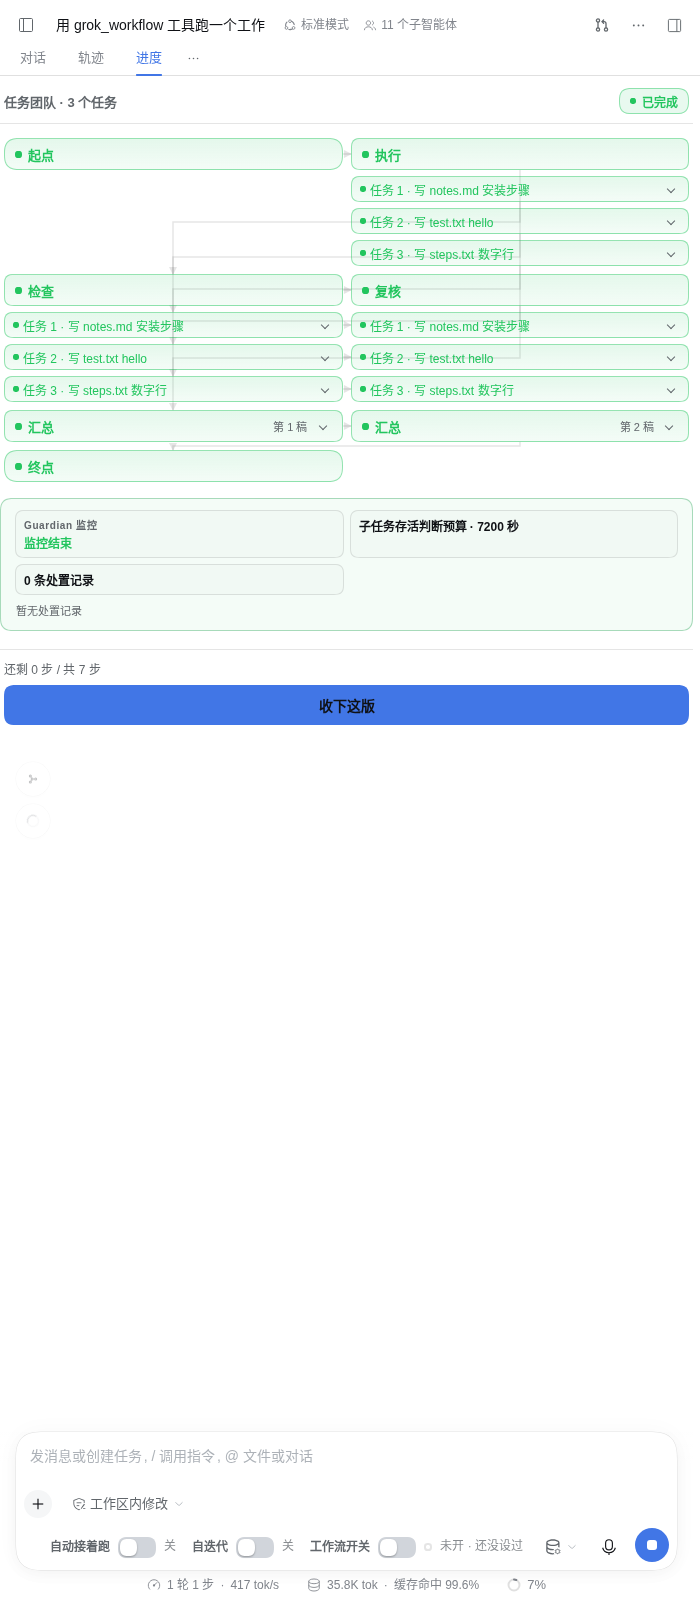 用 grok_workflow 工具跑一个工作 标准模式 11 个子智能体
对话 轨迹 进度 ···
任务团队 · 3 个任务 已完成
起点 执行
任务 1 · 写 notes.md 安装步骤
任务 2 · 写 test.txt hello
任务 3 · 写 steps.txt 数字行
检查 复核
任务 1 · 写 notes.md 安装步骤 任务 1 · 写 notes.md 安装步骤
任务 2 · 写 test.txt hello 任务 2 · 写 test.txt hello
任务 3 · 写 steps.txt 数字行 任务 3 · 写 steps.txt 数字行
汇总 第 1 稿 汇总 第 2 稿
终点
Guardian 监控 子任务存活判断预算 · 7200 秒
监控结束
0 条处置记录
暂无处置记录
还剩 0 步 / 共 7 步
收下这版
发消息或创建任务, / 调用指令, @ 文件或对话
工作区内修改
自动接着跑 关 自迭代 关 工作流开关 未开 · 还没设过
1 轮 1 步 · 417 tok/s 35.8K tok · 缓存命中 99.6% 7%